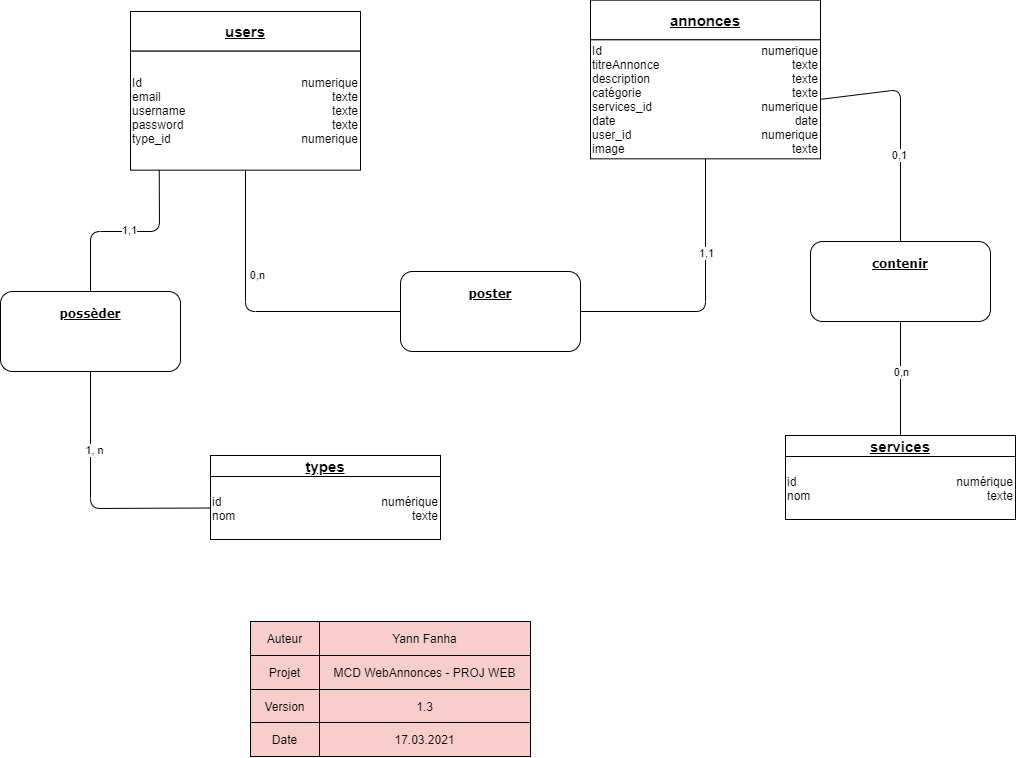 users
Id numerique
email texte
username texte
password texte
type_id numerique
annonces
Id numerique
titreAnnonce texte
description texte
catégorie texte
services_id numerique
date date
user_id numerique
image texte
0,1
1,1
1,1
0,n
contenir
poster
possèder
0,n
1, n
services
id numérique
nom texte
types
id numérique
nom texte
Auteur Yann Fanha
Projet MCD WebAnnonces - PROJ WEB
Version 1.3
Date 17.03.2021